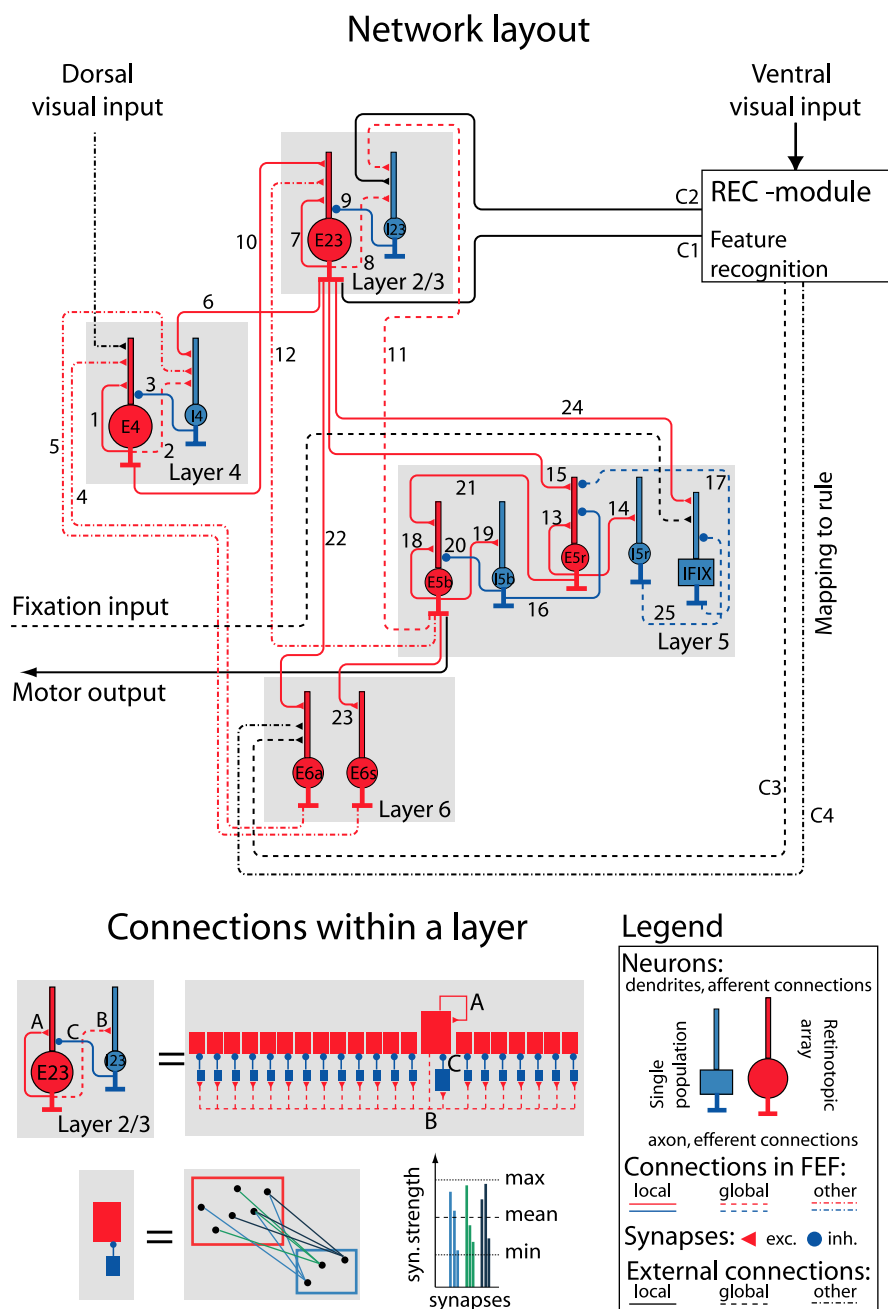 Network layout
Dorsal
visual input
Ventral
visual input
REC -module
Feature
recognition
C2
C1
E23
I23
7
8
9
Layer 2/3
10
6
12
11
24
E4
I4
1
2
3
Layer 4
5
4
22
21
15
17
18
20
19
13
14
E5b
I5b
E5r
I5r
IFIX
16
25
Layer 5
Fixation input
Motor output
Mapping to rule
23
E6a
E6s
Layer 6
C3
C4
Connections within a layer
A
C
B
E23
I23
Layer 2/3
=
A
C
B
=
syn. strength
max
mean
min
synapses
Legend
Neurons:
dendrites, afferent connections
Single
population
Retinotopic
array
axon, efferent connections
Connections in FEF:
local global other
Synapses: exc. inh.
External connections:
local global other